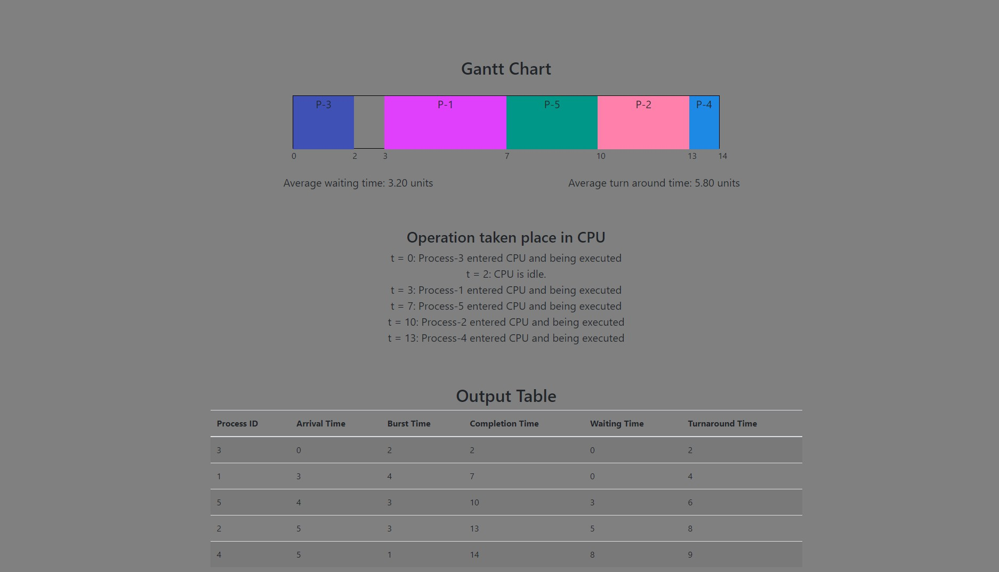 Gantt Chart
P-3 P-1 P-5 P-2 P-4
0 2 3 7 10 13 14
Average waiting time: 3.20 units Average turn around time: 5.80 units
Operation taken place in CPU
t = 0: Process-3 entered CPU and being executed
t = 2: CPU is idle.
t = 3: Process-1 entered CPU and being executed
t = 7: Process-5 entered CPU and being executed
t = 10: Process-2 entered CPU and being executed
t = 13: Process-4 entered CPU and being executed
Output Table
Process ID Arrival Time Burst Time Completion Time Waiting Time Turnaround Time
3 0 2 2 0 2
1 3 4 7 0 4
5 4 3 10 3 6
2 5 3 13 5 8
4 5 1 14 8 9